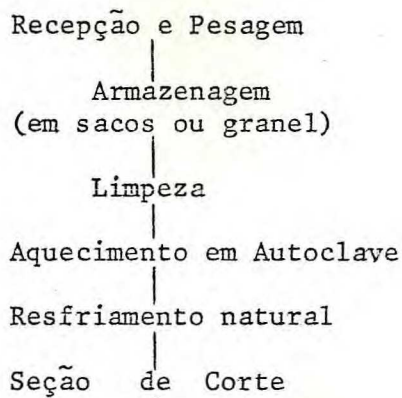 Recepção e Pesagem
Armazenagem
(em sacos ou granel)
Limpeza
Aquecimento em Autoclave
Resfriamento natural
Seção de Corte